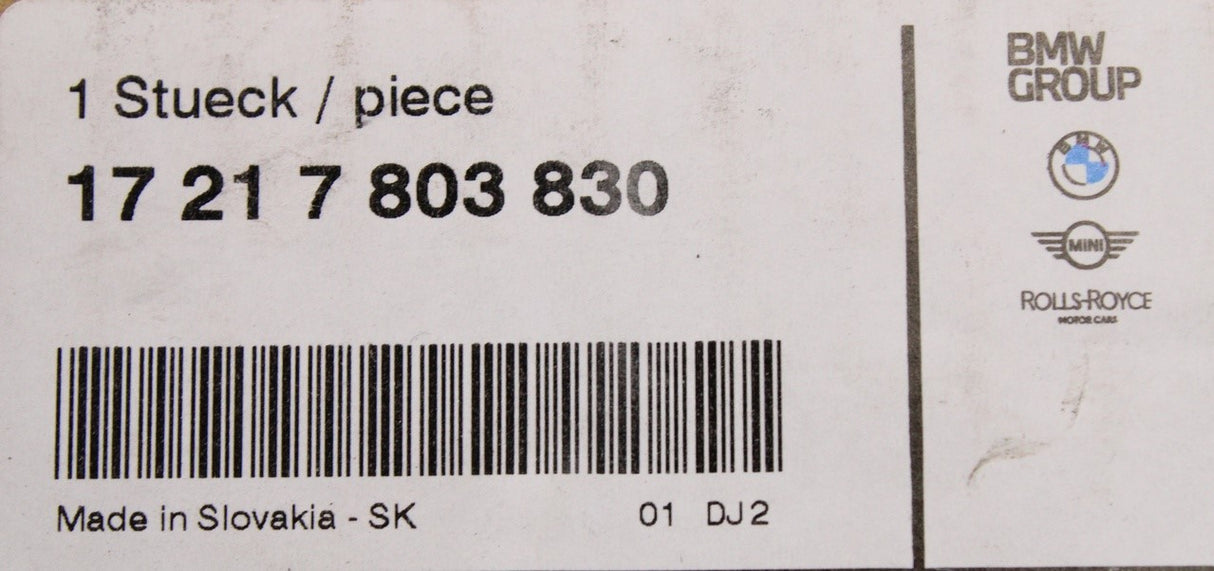 1 Stueck / piece
17 21 7 803 830
Made in Slovakia - SK
01 DJ2
BMW
GROUP
BMW
MINI
ROLLS-ROYCE
MOTOR CARS